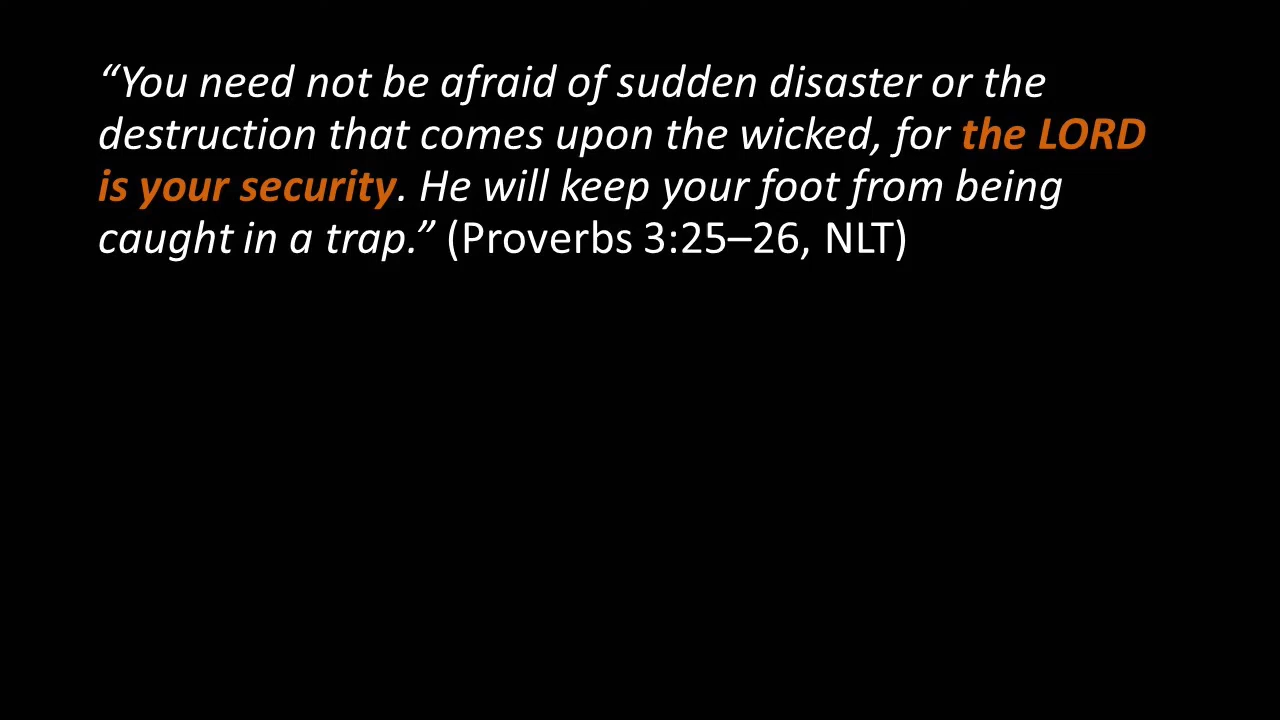 “You need not be afraid of sudden disaster or the
destruction that comes upon the wicked, for the LORD
is your security. He will keep your foot from being
caught in a trap.” (Proverbs 3:25–26, NLT)